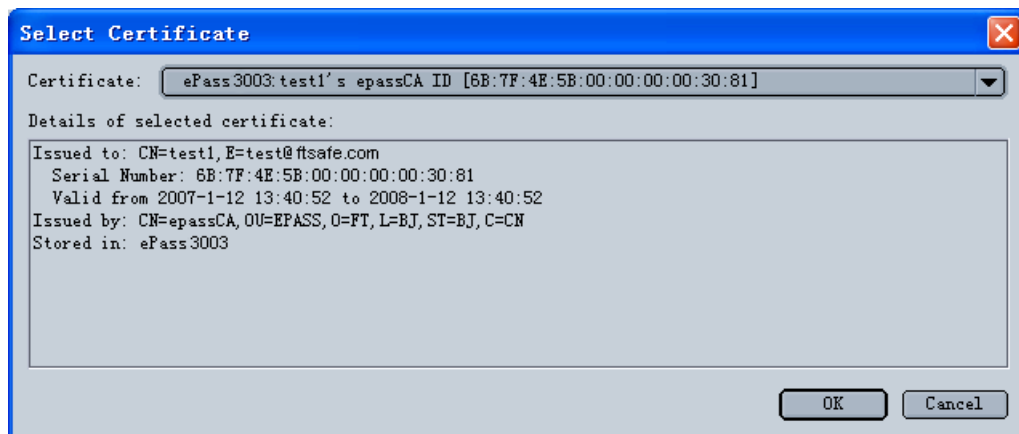 Select Certificate
Certificate: ePass3003:test1's epassCA ID [6B:7F:4E:5B:00:00:00:00:30:81]
Details of selected certificate:
Issued to: CN=test1,E=test@ftsafe.com
Serial Number: 6B:7F:4E:5B:00:00:00:00:30:81
Valid from 2007-1-12 13:40:52 to 2008-1-12 13:40:52
Issued by: CN=epassCA,OU=EPASS,O=FT,L=BJ,ST=BJ,C=CN
Stored in: ePass3003
OK Cancel